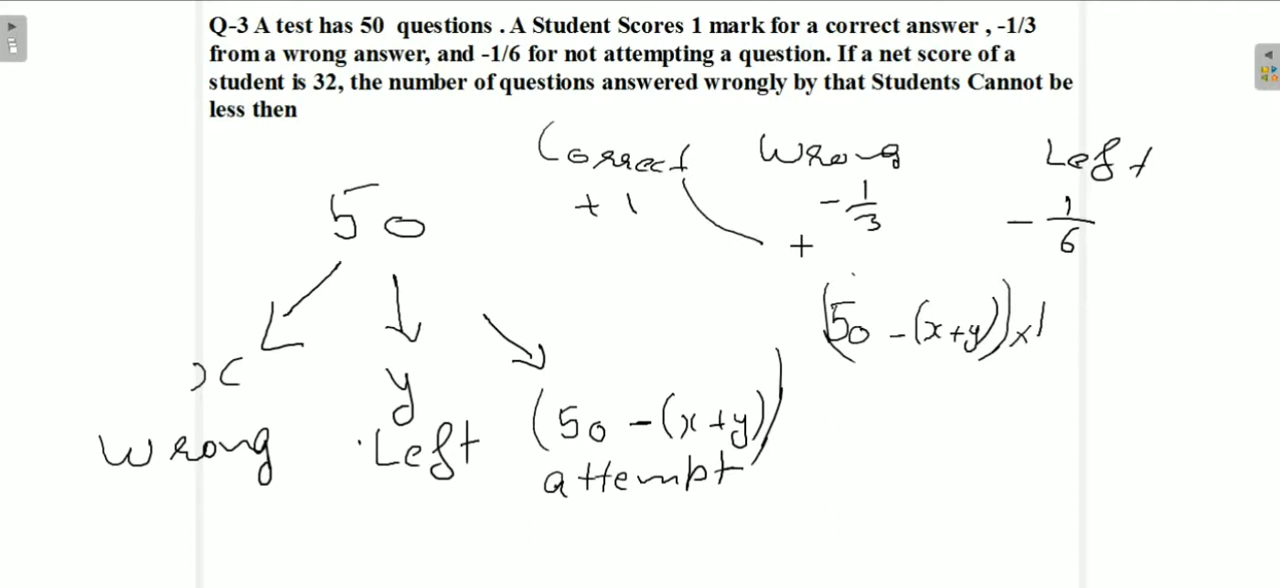 Q-3 A test has 50 questions . A Student Scores 1 mark for a correct answer , -1/3
from a wrong answer, and -1/6 for not attempting a question. If a net score of a
student is 32, the number of questions answered wrongly by that Students Cannot be
less then
Correct Wrong Left
+1 -1/3 -1/6
50 +
(50 -(x+y))×1
x y (50 -(x+y))
Wrong Left attempt